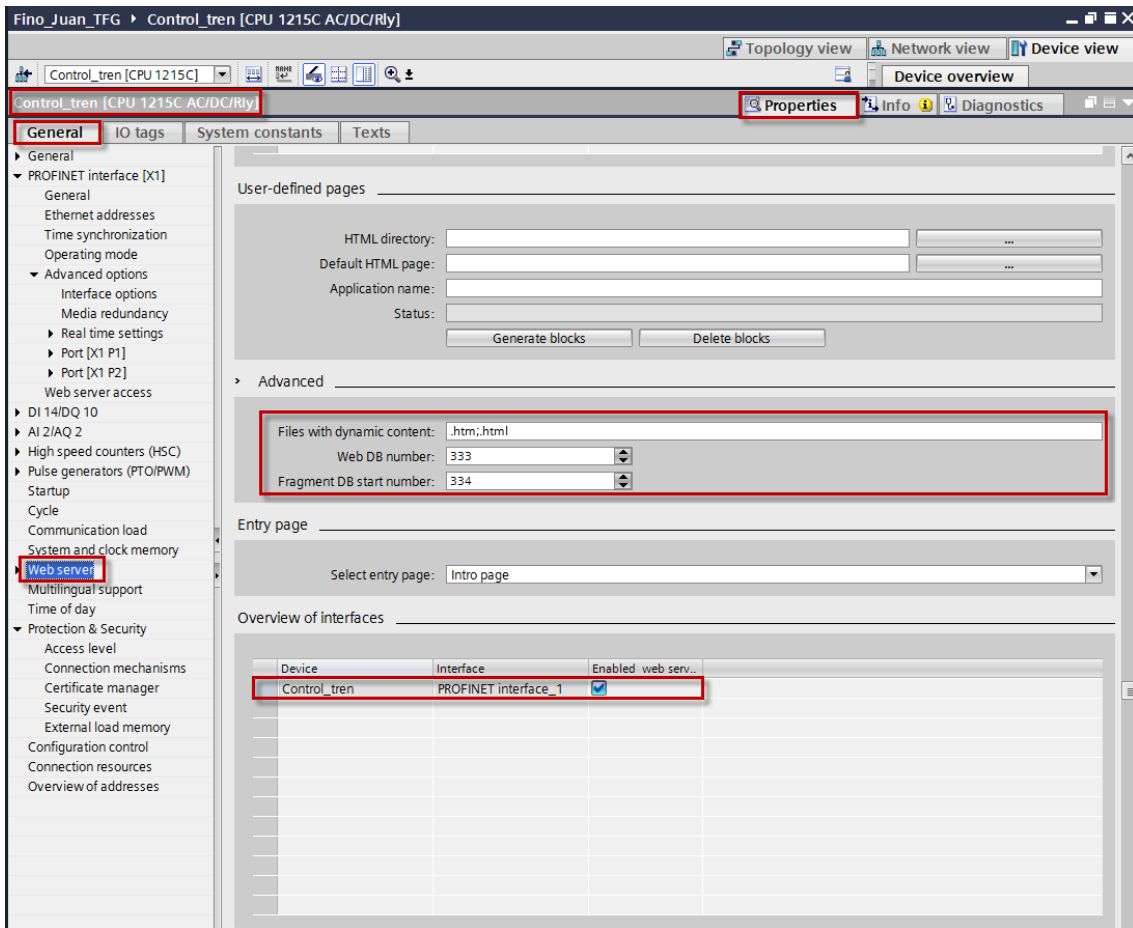 Fino_Juan_TFG ▸ Control_tren [CPU 1215C AC/DC/Rly]
Topology view Network view Device view
Control_tren [CPU 1215C] Device overview
Control_tren [CPU 1215C AC/DC/Rly] Properties Info Diagnostics
General IO tags System constants Texts
General
PROFINET interface [X1]
General
Ethernet addresses
Time synchronization
Operating mode
Advanced options
Interface options
Media redundancy
Real time settings
Port [X1 P1]
Port [X1 P2]
Web server access
DI 14/DQ 10
AI 2/AQ 2
High speed counters (HSC)
Pulse generators (PTO/PWM)
Startup
Cycle
Communication load
System and clock memory
Web server
Multilingual support
Time of day
Protection & Security
Access level
Connection mechanisms
Certificate manager
Security event
External load memory
Configuration control
Connection resources
Overview of addresses
User-defined pages
HTML directory: ...
Default HTML page: ...
Application name:
Status:
Generate blocks Delete blocks
Advanced
Files with dynamic content: .htm;.html
Web DB number: 333
Fragment DB start number: 334
Entry page
Select entry page: Intro page
Overview of interfaces
Device Interface Enabled web serv..
Control_tren PROFINET interface_1